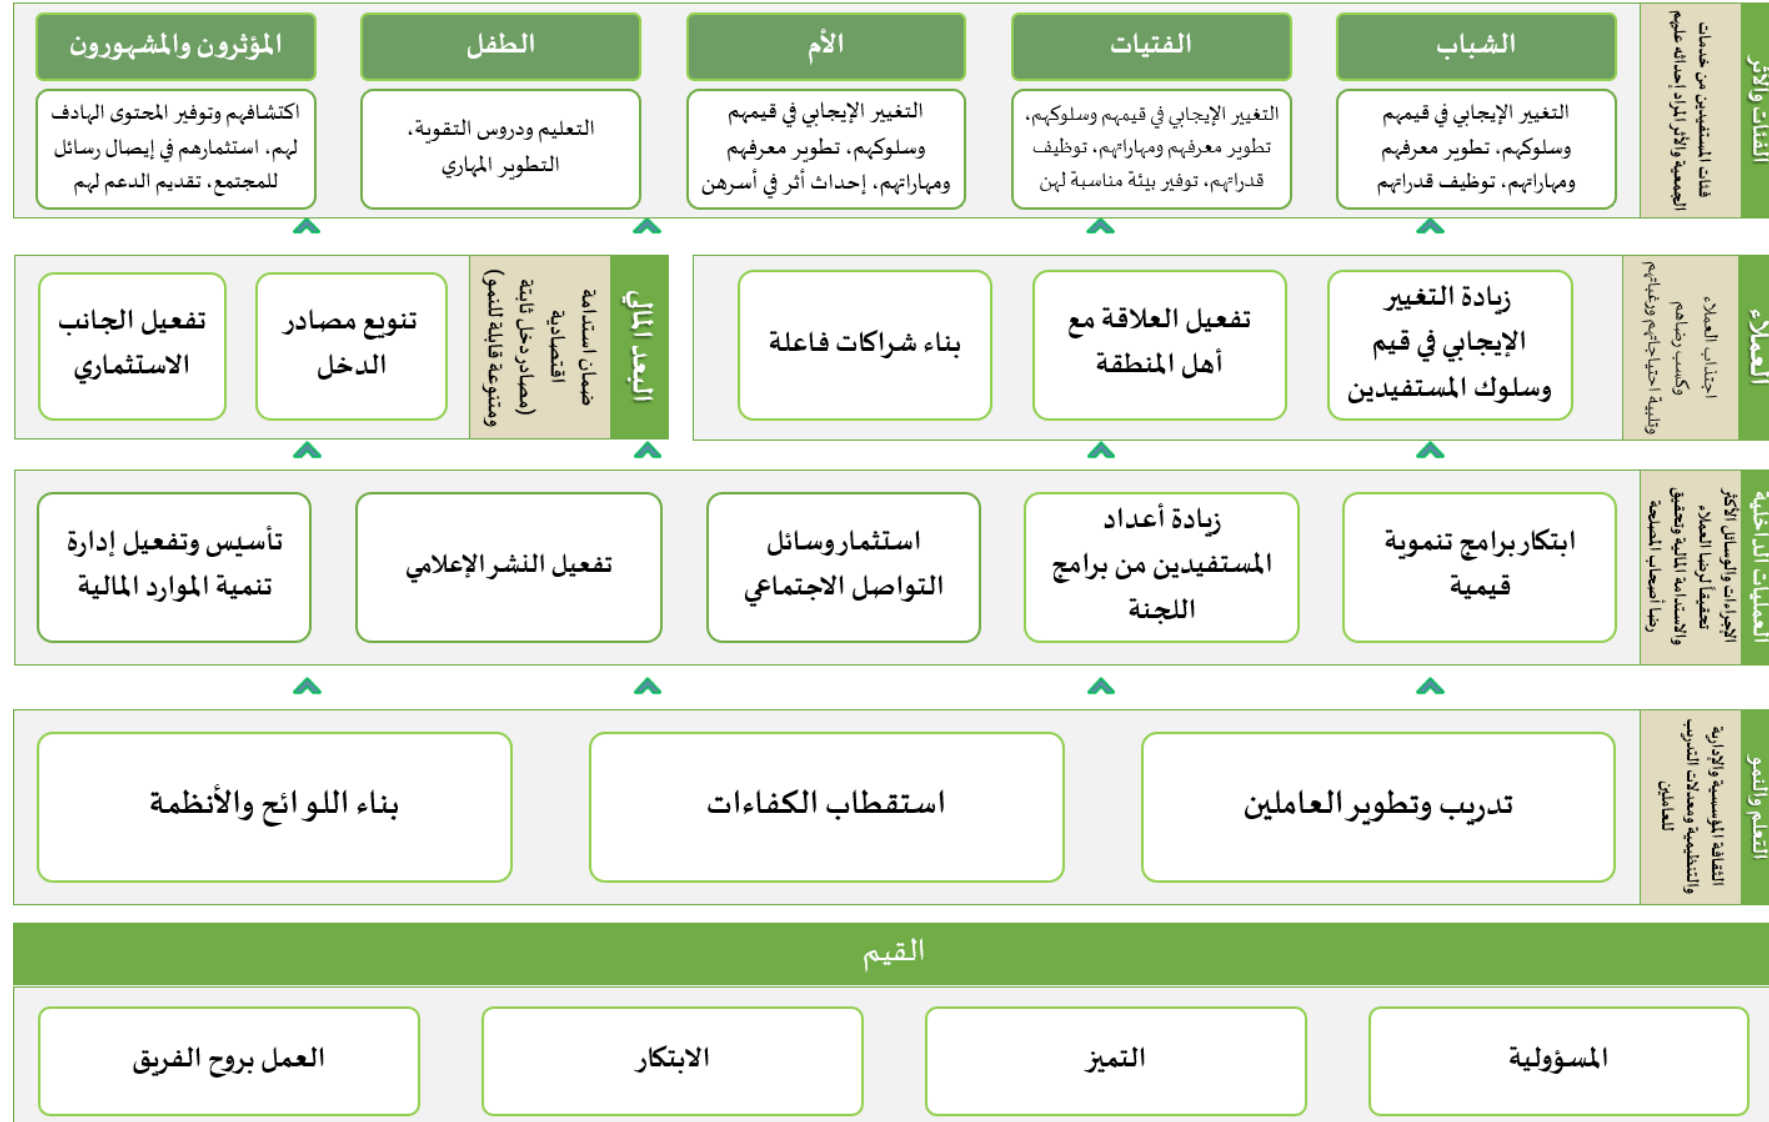 الفئات والأثر
فئات المستفيدين من خدمات
الجمعية والأثر المراد إحداثه عليهم
الشباب
التغيير الإيجابي في قيمهم
وسلوكهم، تطوير معرفهم
ومهاراتهم، توظيف قدراتهم
الفتيات
التغيير الإيجابي في قيمهم وسلوكهم،
تطوير معرفهم ومهاراتهم، توظيف
قدراتهم، توفير بيئة مناسبة لهن
الأم
التغيير الإيجابي في قيمهم
وسلوكهم، تطوير معرفهم
ومهاراتهم، إحداث أثر في أسرهن
الطفل
التعليم ودروس التقوية،
التطوير المهاري
المؤثرون والمشهورون
اكتشافهم وتوفير المحتوى الهادف
لهم، استثمارهم في إيصال رسائل
للمجتمع، تقديم الدعم لهم
العملاء
اجتذاب العملاء
وكسب رضاهم
وتلبية احتياجاتهم ورغباتهم
زيادة التغيير
الإيجابي في قيم
وسلوك المستفيدين
تفعيل العلاقة مع
أهل المنطقة
بناء شراكات فاعلة
البعد المالي
ضمان استدامة
اقتصادية
(مصادر دخل ثابتة
ومتنوعة قابلة للنمو)
تنويع مصادر
الدخل
تفعيل الجانب
الاستثماري
العمليات الداخلية
الإجراءات والوسائل الأكثر
تحقيقاً لرضا العملاء
والاستدامة المالية وتحقيق
رضا أصحاب المصلحة
ابتكار برامج تنموية
قيمية
زيادة أعداد
المستفيدين من برامج
اللجنة
استثمار وسائل
التواصل الاجتماعي
تفعيل النشر الإعلامي
تأسيس وتفعيل إدارة
تنمية الموارد المالية
التعلم والنمو
الثقافة المؤسسية والإدارية
والتنظيمية ومعدلات التدريب
للعاملين
تدريب وتطوير العاملين
استقطاب الكفاءات
بناء اللوائح والأنظمة
القيم
المسؤولية
التميز
الابتكار
العمل بروح الفريق